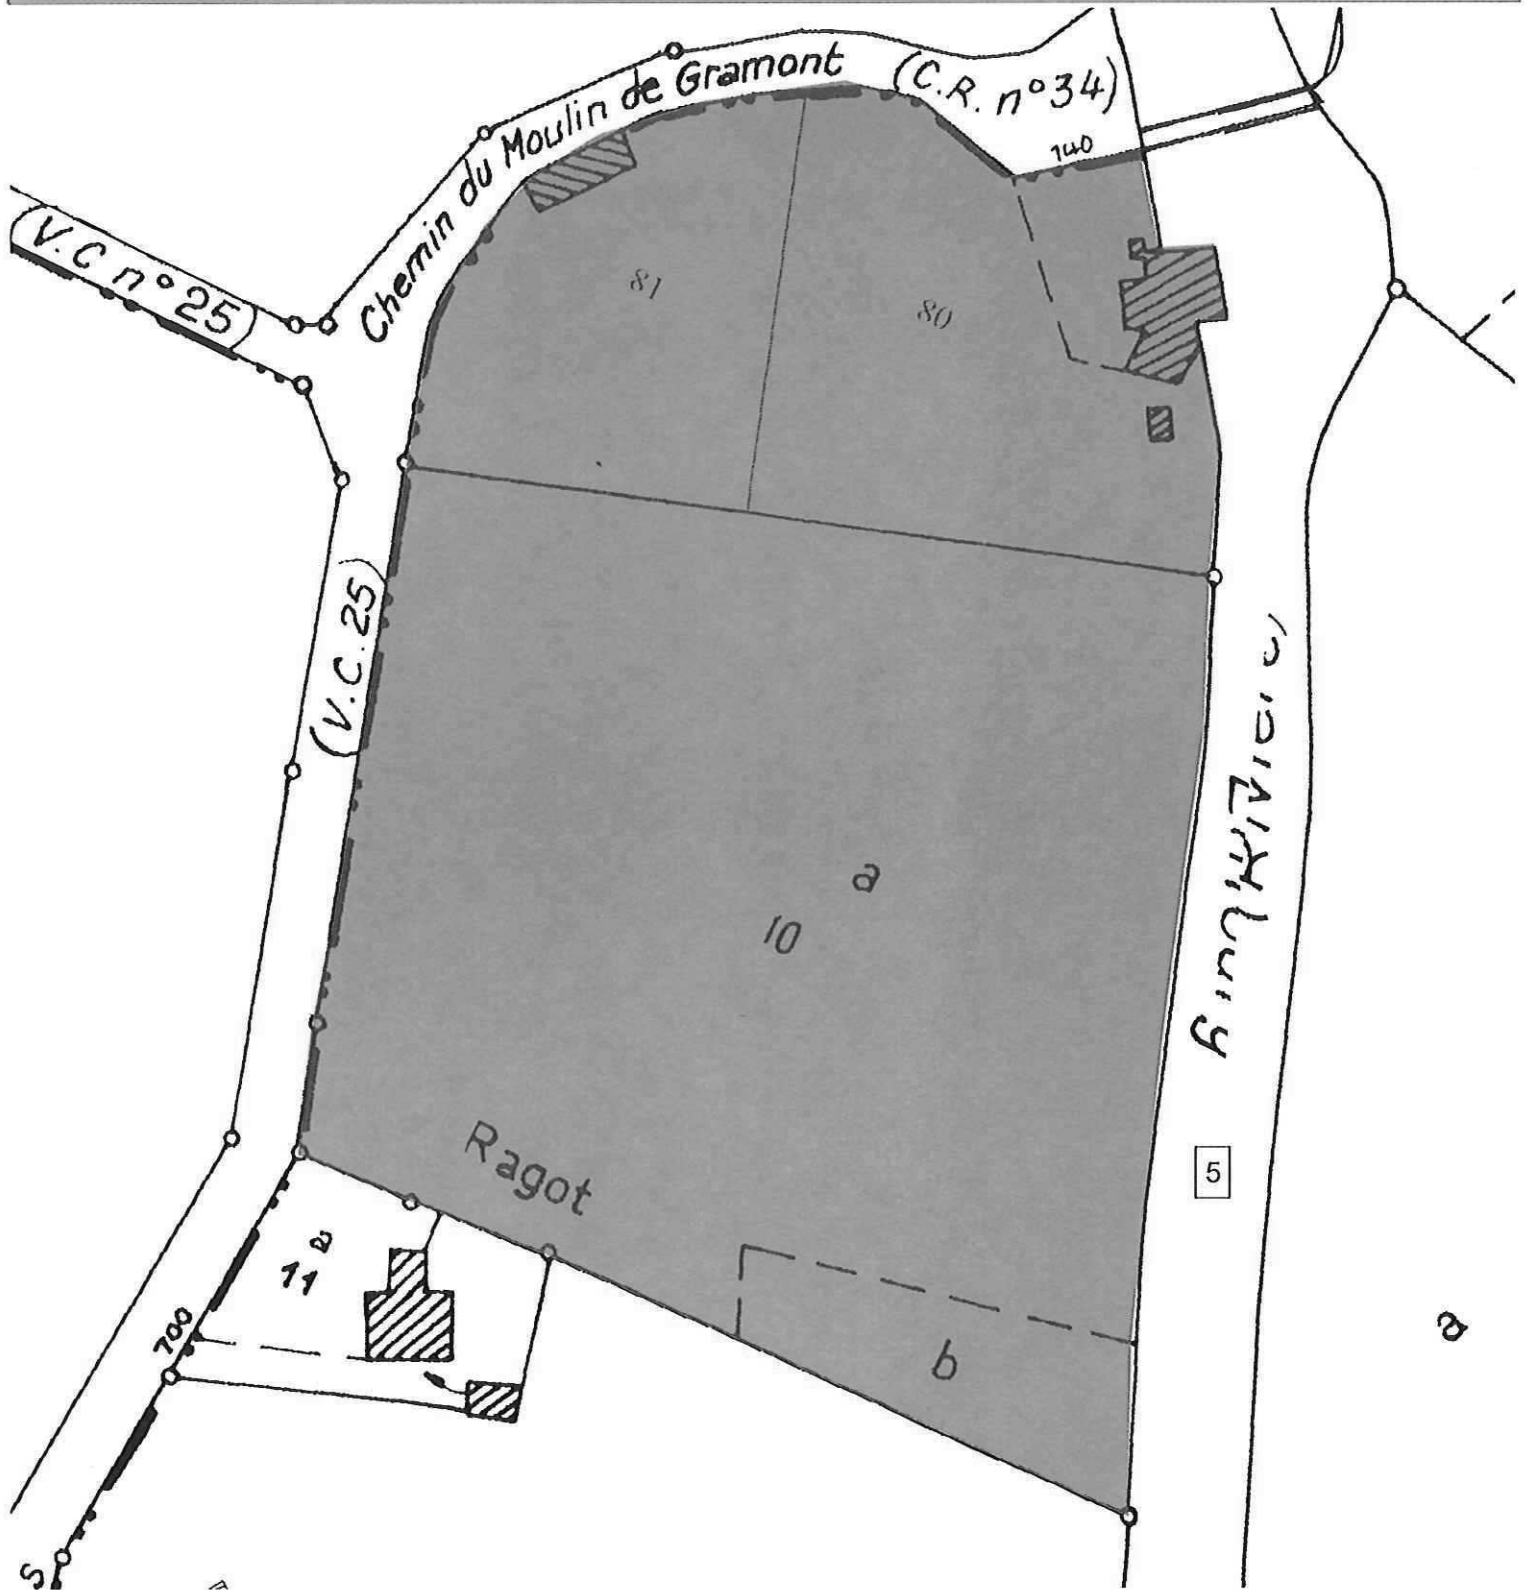 Chemin du Moulin de Gramont (C.R. n°34)
140
V.C n°25
81
80
(V.C. 25)
a
10
Ragot
5
11
a
b
a
700
S